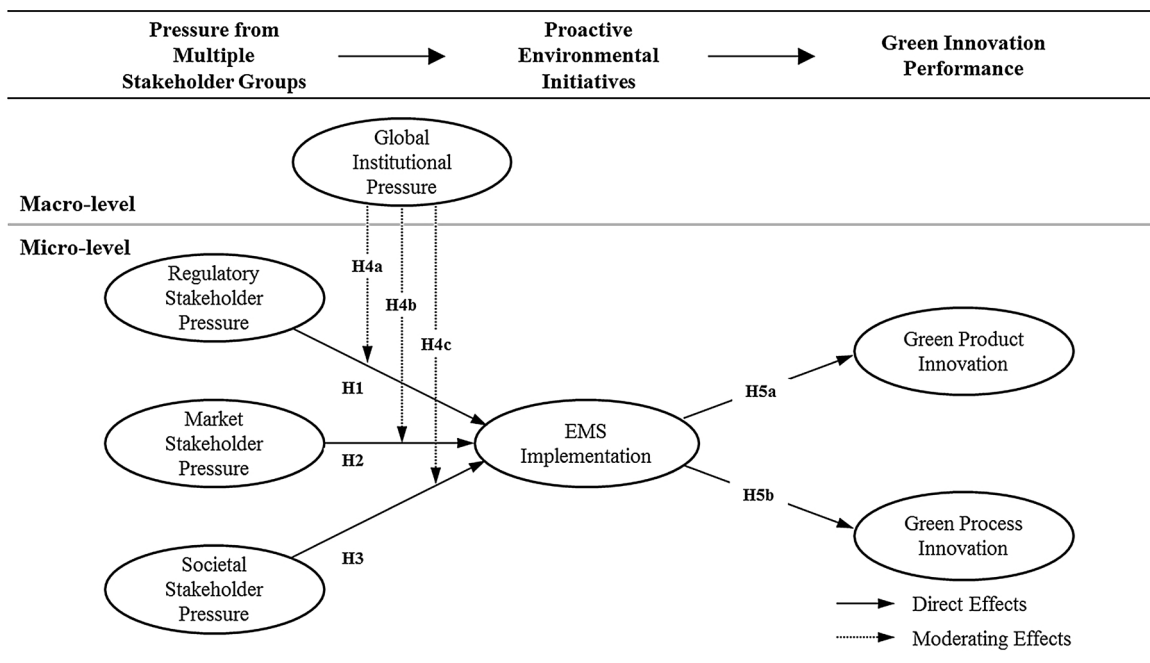 Pressure from
Multiple
Stakeholder Groups
Proactive
Environmental
Initiatives
Green Innovation
Performance
Global
Institutional
Pressure
Macro-level
Micro-level
Regulatory
Stakeholder
Pressure
H4a
H4b
H4c
H1
Market
Stakeholder
Pressure
H2
EMS
Implementation
H3
Societal
Stakeholder
Pressure
H5a
Green Product
Innovation
H5b
Green Process
Innovation
Direct Effects
Moderating Effects